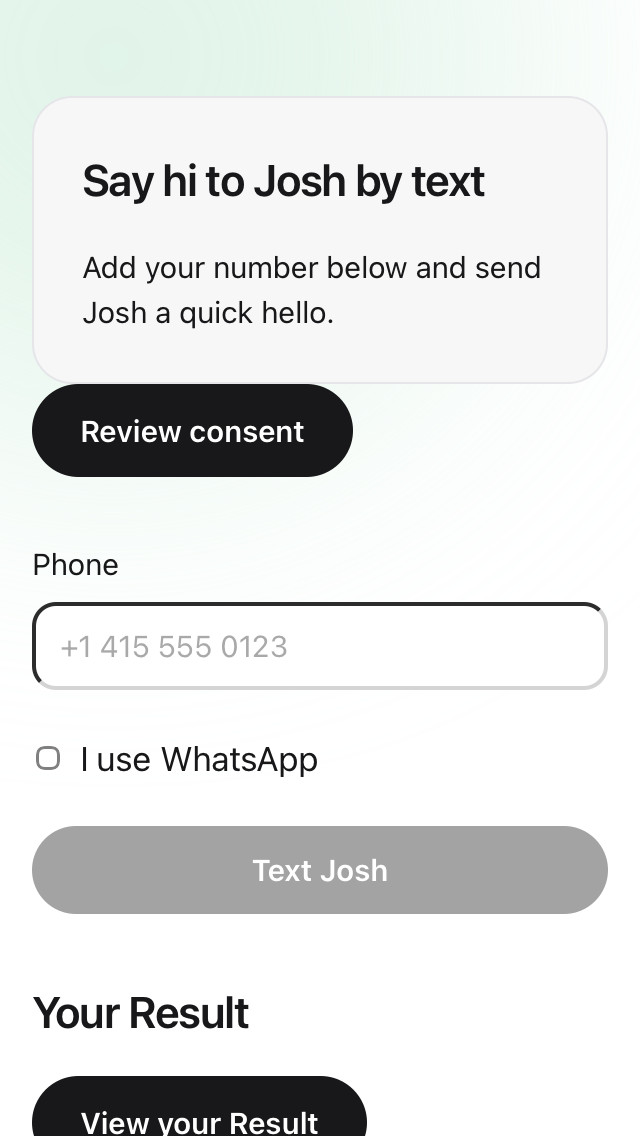 Say hi to Josh by text
Add your number below and send
Josh a quick hello.
Review consent
Phone
+1 415 555 0123
I use WhatsApp
Text Josh
Your Result
View your Result